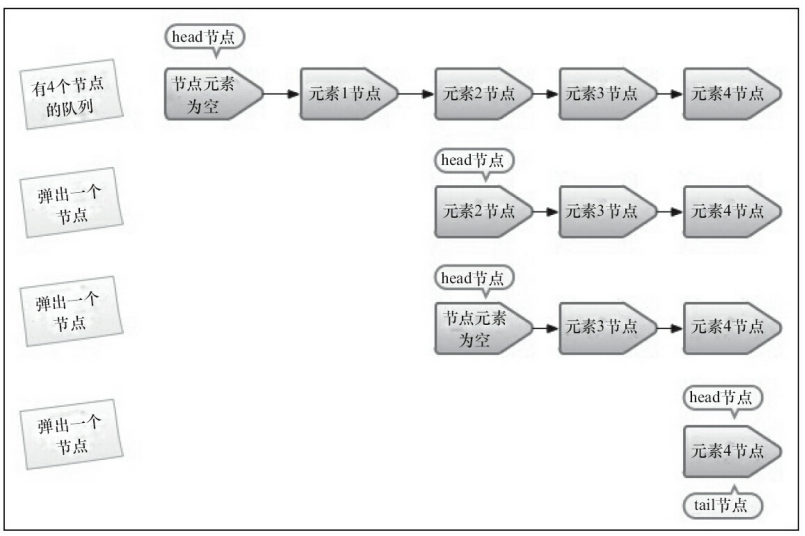 head节点
有4个节点
的队列
节点元素
为空
元素1节点
元素2节点
元素3节点
元素4节点
弹出一个
节点
head节点
元素2节点
元素3节点
元素4节点
弹出一个
节点
head节点
节点元素
为空
元素3节点
元素4节点
弹出一个
节点
head节点
元素4节点
tail节点